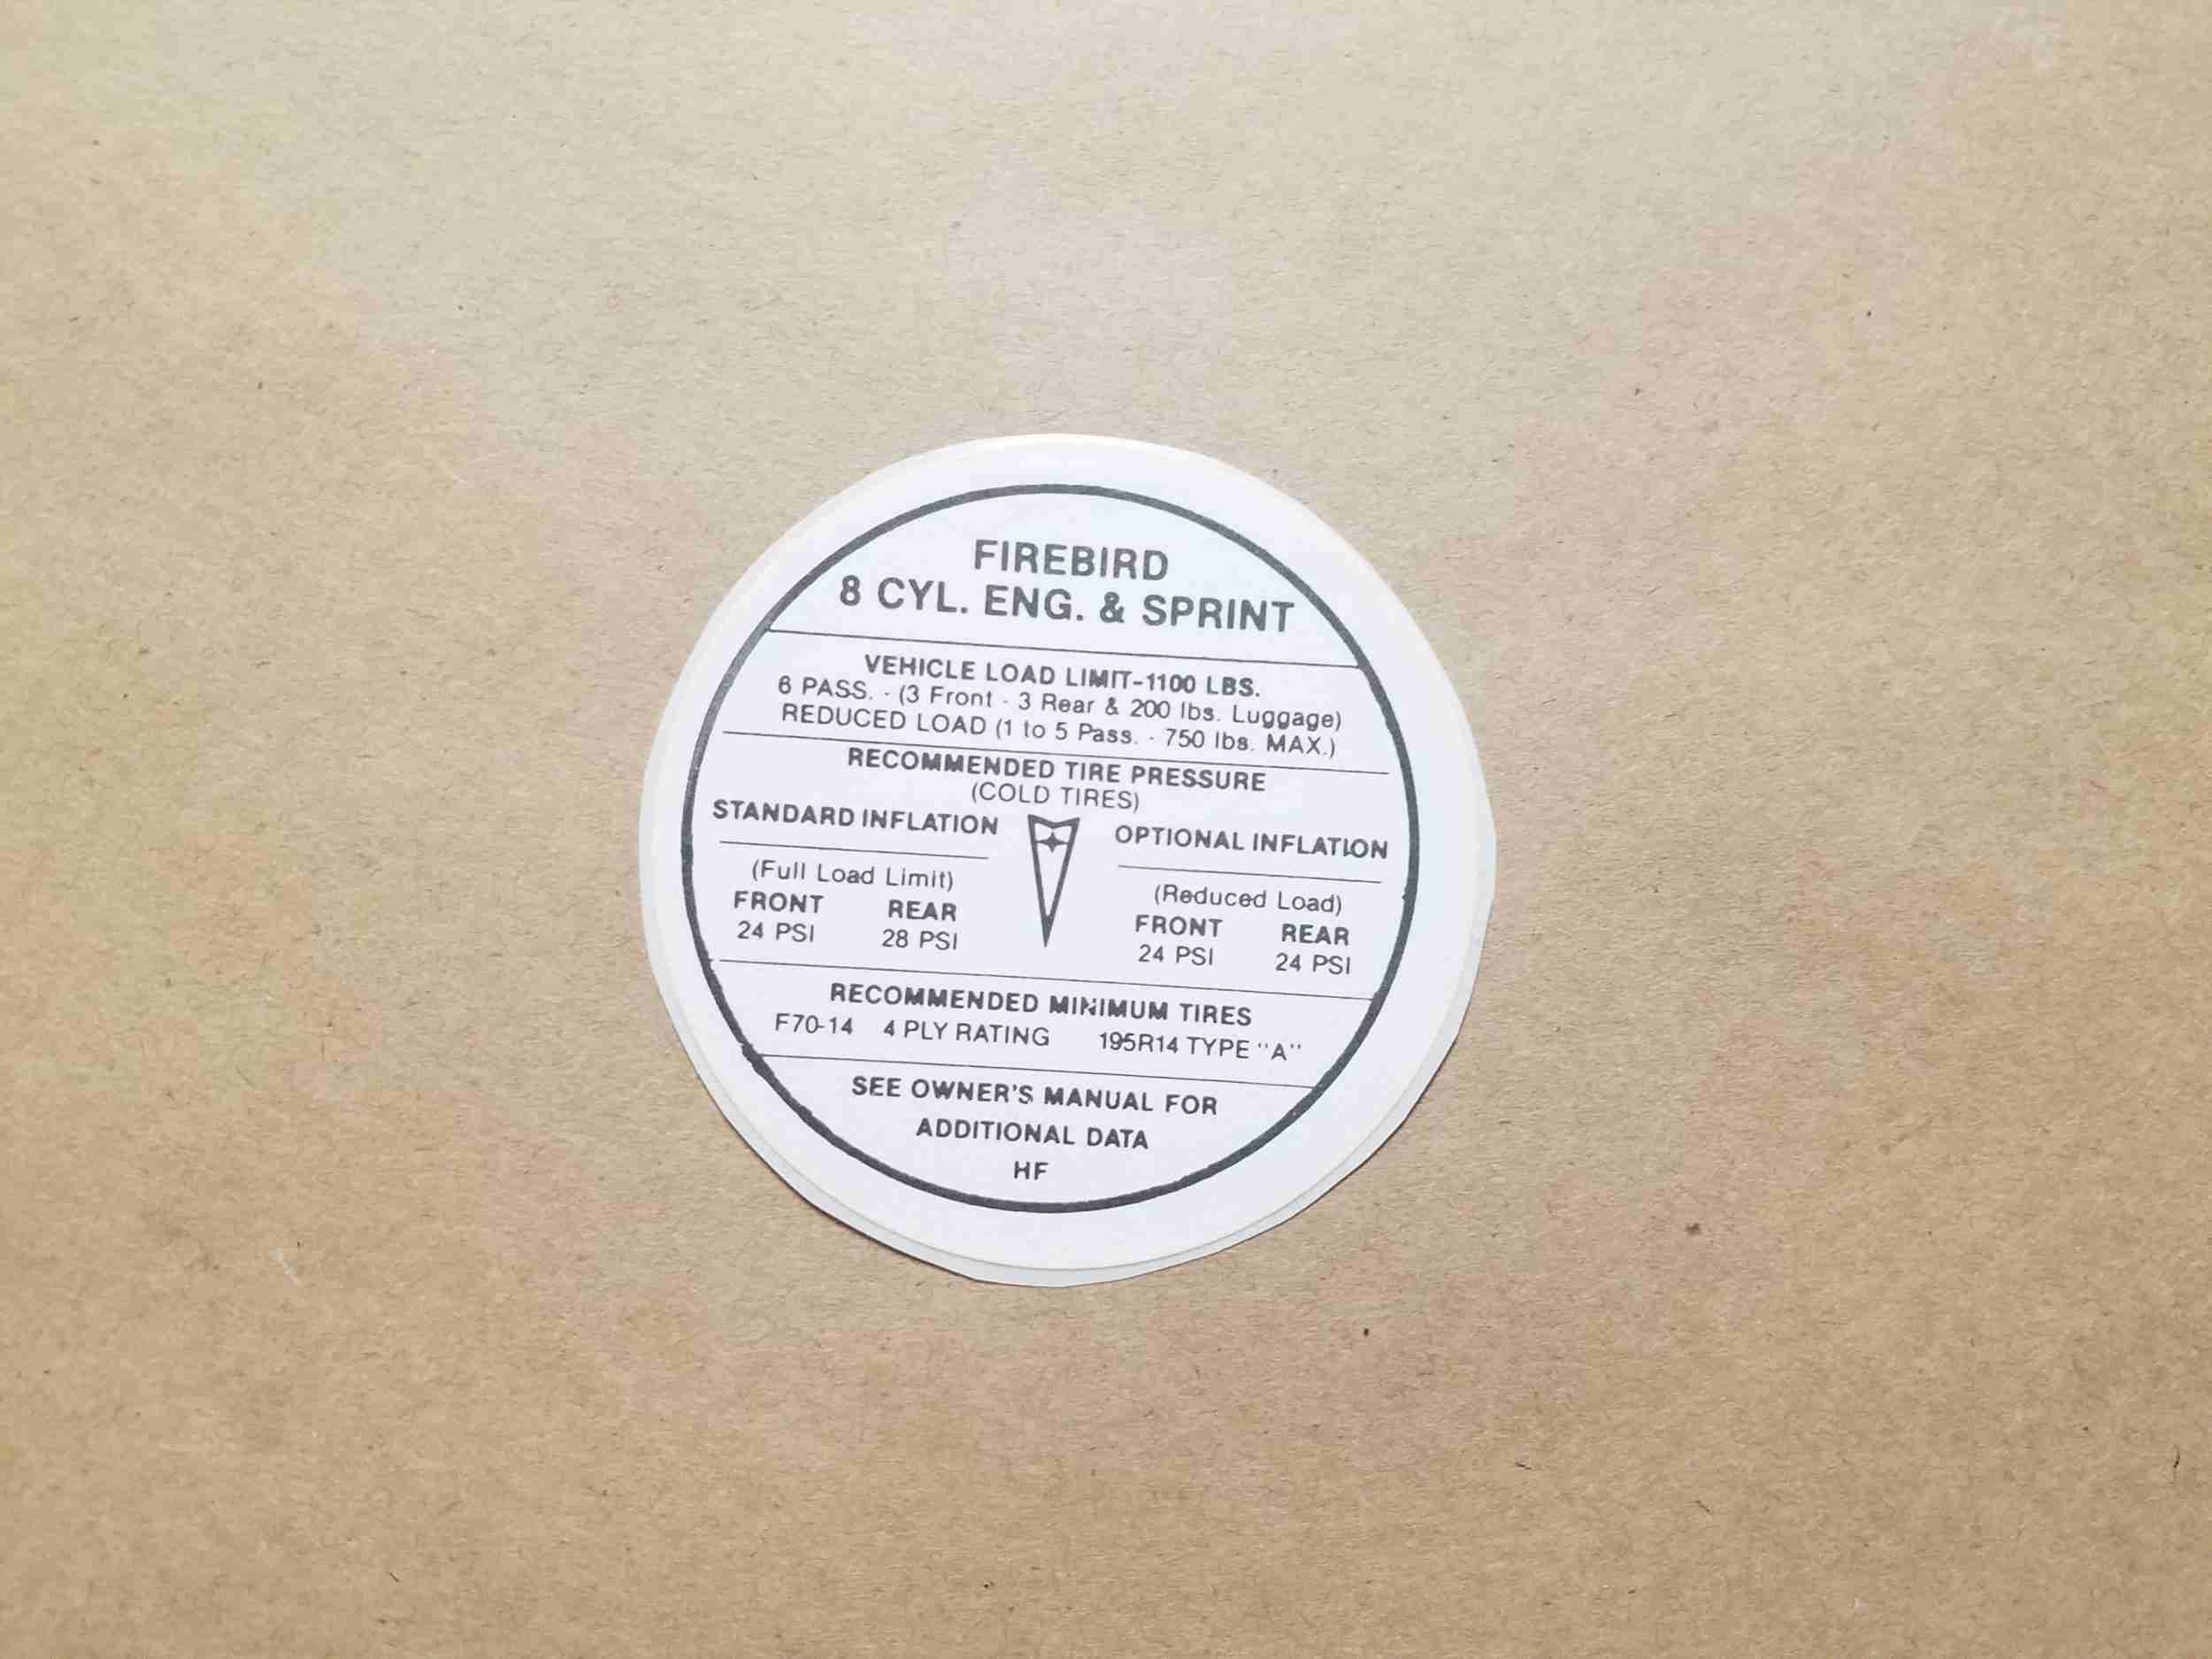 FIREBIRD
8 CYL. ENG. & SPRINT
VEHICLE LOAD LIMIT-1100 LBS.
6 PASS. - (3 Front - 3 Rear & 200 lbs. Luggage)
REDUCED LOAD (1 to 5 Pass. - 750 lbs. MAX.)
RECOMMENDED TIRE PRESSURE
(COLD TIRES)
STANDARD INFLATION
(Full Load Limit)
FRONT REAR
24 PSI 28 PSI
OPTIONAL INFLATION
(Reduced Load)
FRONT REAR
24 PSI 24 PSI
RECOMMENDED MINIMUM TIRES
F70-14 4 PLY RATING 195R14 TYPE "A"
SEE OWNER'S MANUAL FOR
ADDITIONAL DATA
HF